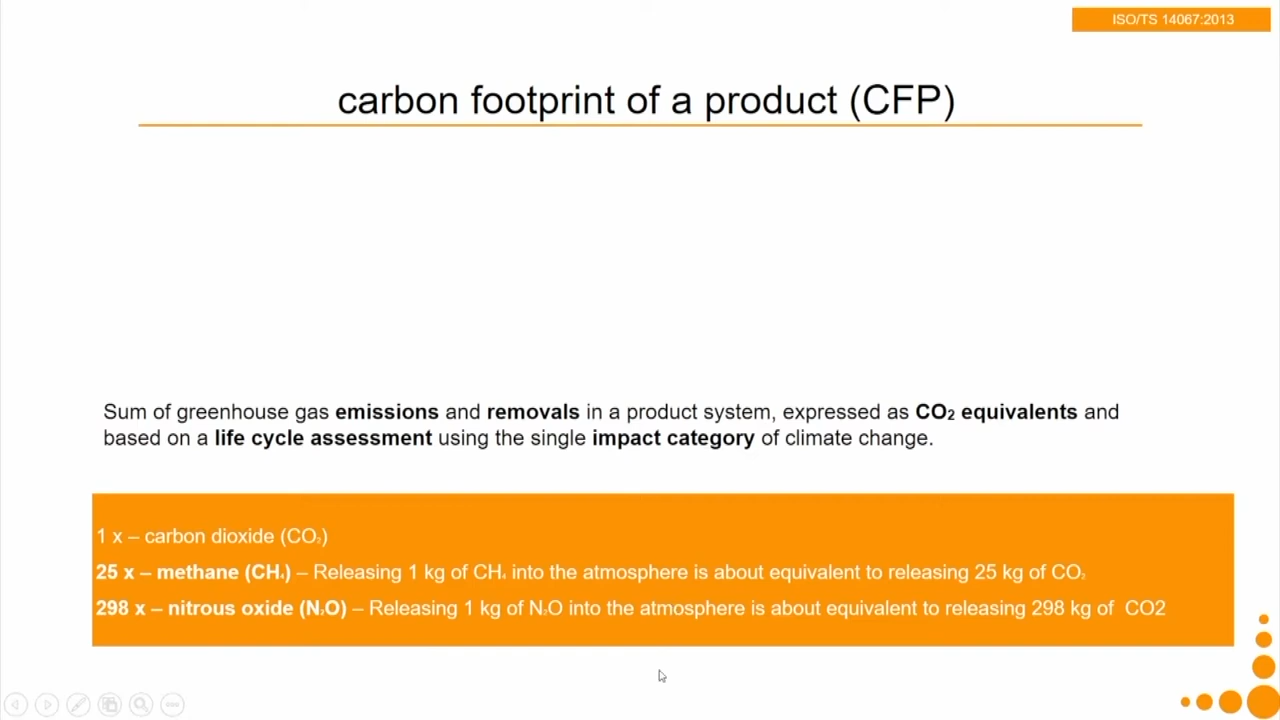 ISO/TS 14067:2013
carbon footprint of a product (CFP)
Sum of greenhouse gas emissions and removals in a product system, expressed as CO₂ equivalents and
based on a life cycle assessment using the single impact category of climate change.
1 x – carbon dioxide (CO₂)
25 x – methane (CH₄) – Releasing 1 kg of CH₄ into the atmosphere is about equivalent to releasing 25 kg of CO₂
298 x – nitrous oxide (N₂O) – Releasing 1 kg of N₂O into the atmosphere is about equivalent to releasing 298 kg of  CO2